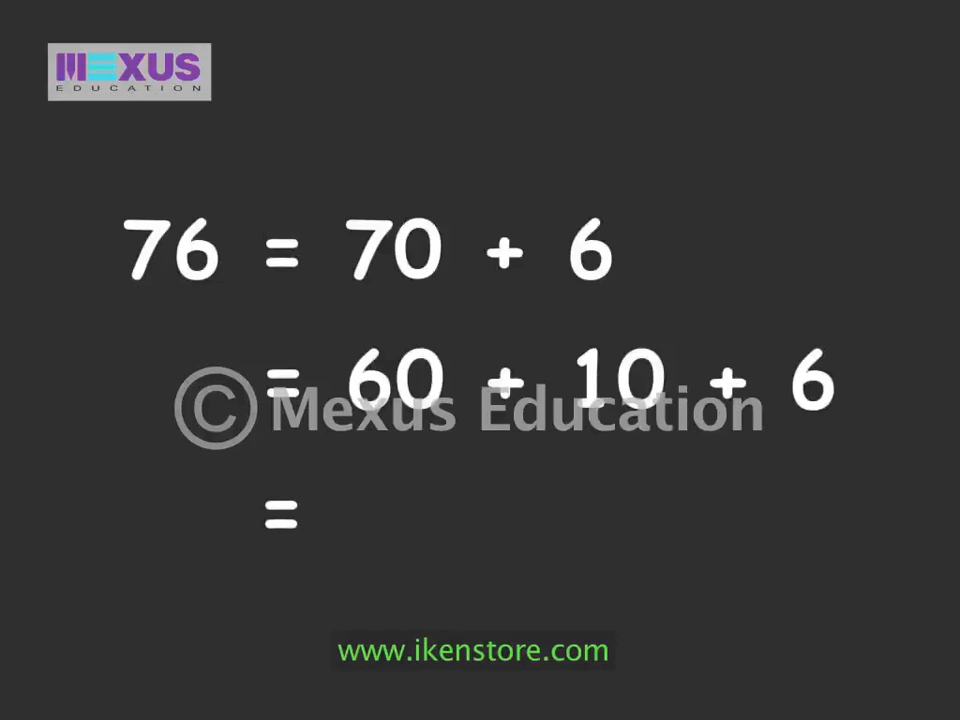 MEXUS
EDUCATION
76 = 70 + 6
= 60 + 10 + 6
© Mexus Education
=
www.ikenstore.com